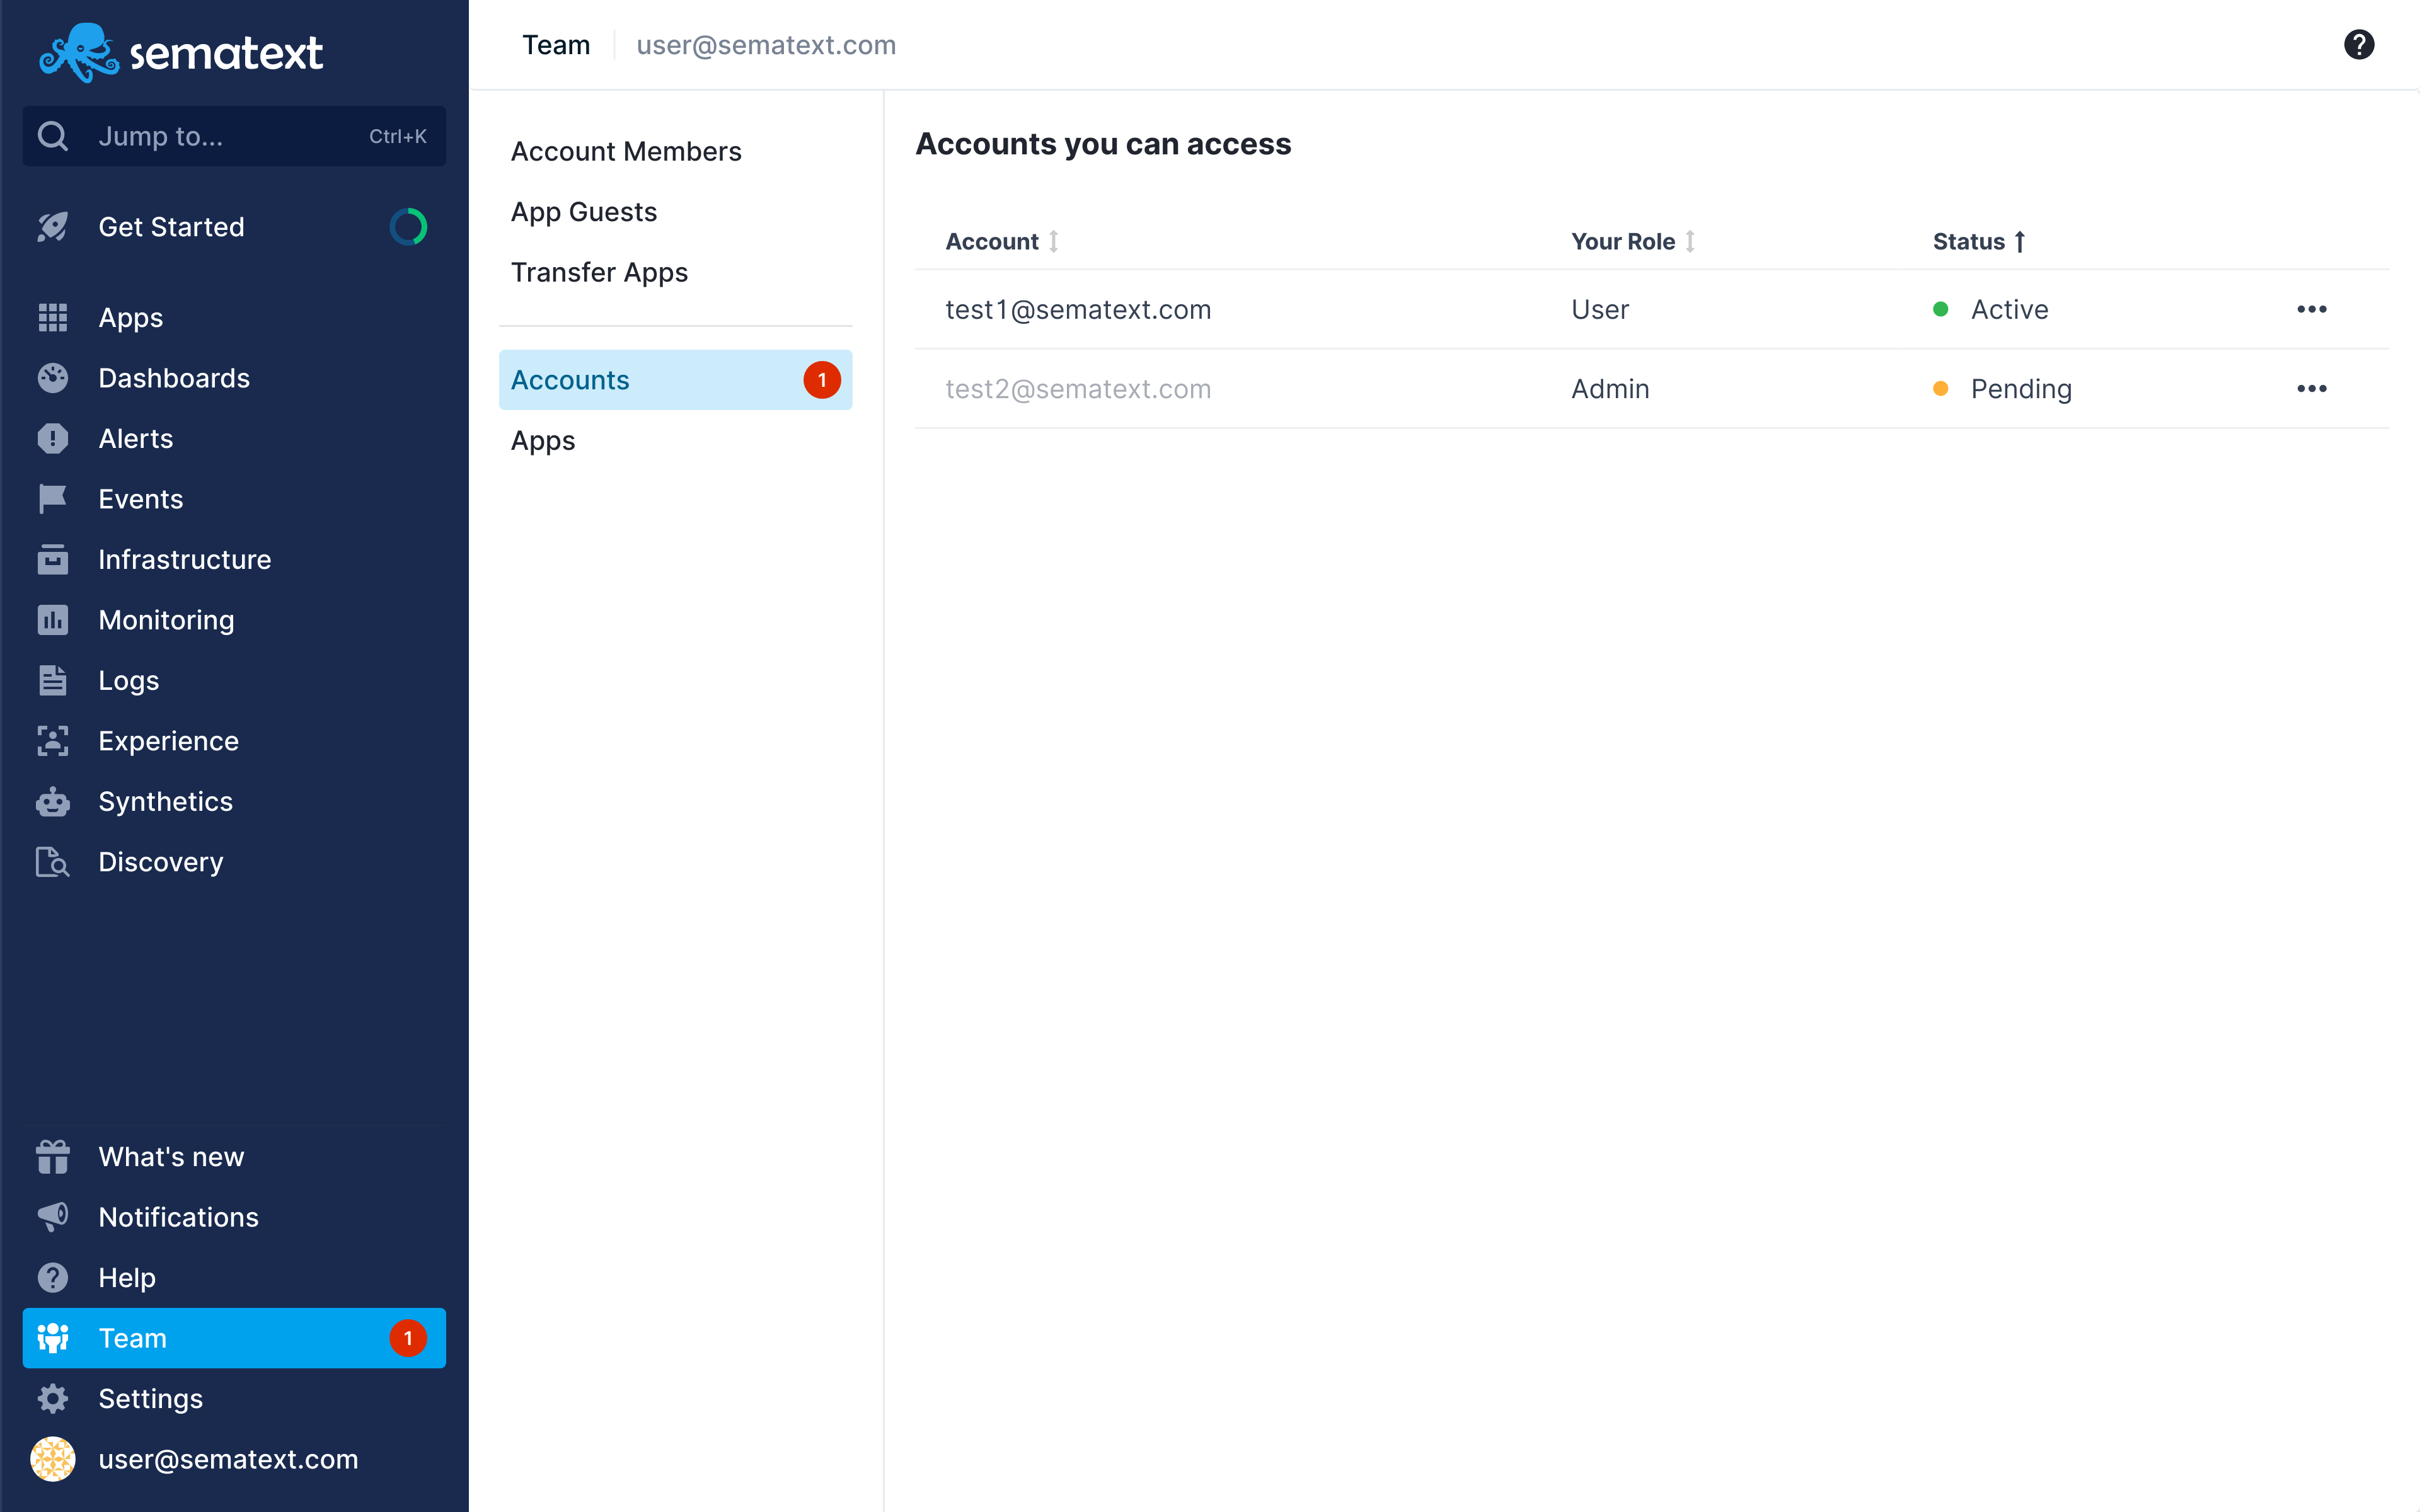 sematext
Jump to... Ctrl+K
Get Started
Apps
Dashboards
Alerts
Events
Infrastructure
Monitoring
Logs
Experience
Synthetics
Discovery
What's new
Notifications
Help
Team 1
Settings
user@sematext.com
Team user@sematext.com
Account Members
App Guests
Transfer Apps
Accounts 1
Apps
Accounts you can access
Account Your Role Status
test1@sematext.com User Active
test2@sematext.com Admin Pending